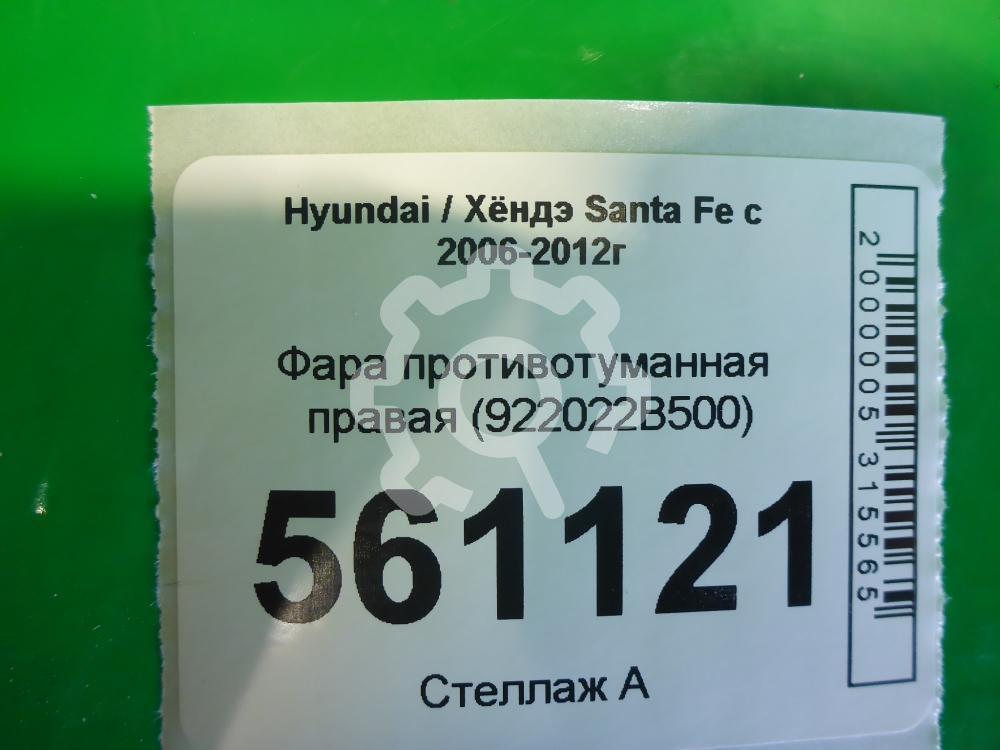 Hyundai / Хёндэ Santa Fe с
2006-2012г
Фара противотуманная
правая (922022B500)
561121
Стеллаж А
2000005315565